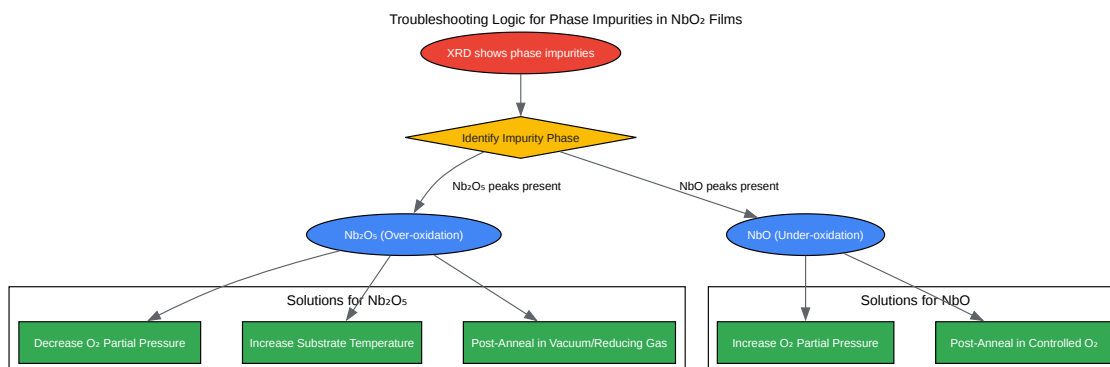 Troubleshooting Logic for Phase Impurities in NbO₂ Films
XRD shows phase impurities
Identify Impurity Phase
Nb₂O₅ peaks present
NbO peaks present
Nb₂O₅ (Over-oxidation)
NbO (Under-oxidation)
Solutions for Nb₂O₅
Decrease O₂ Partial Pressure
Increase Substrate Temperature
Post-Anneal in Vacuum/Reducing Gas
Solutions for NbO
Increase O₂ Partial Pressure
Post-Anneal in Controlled O₂